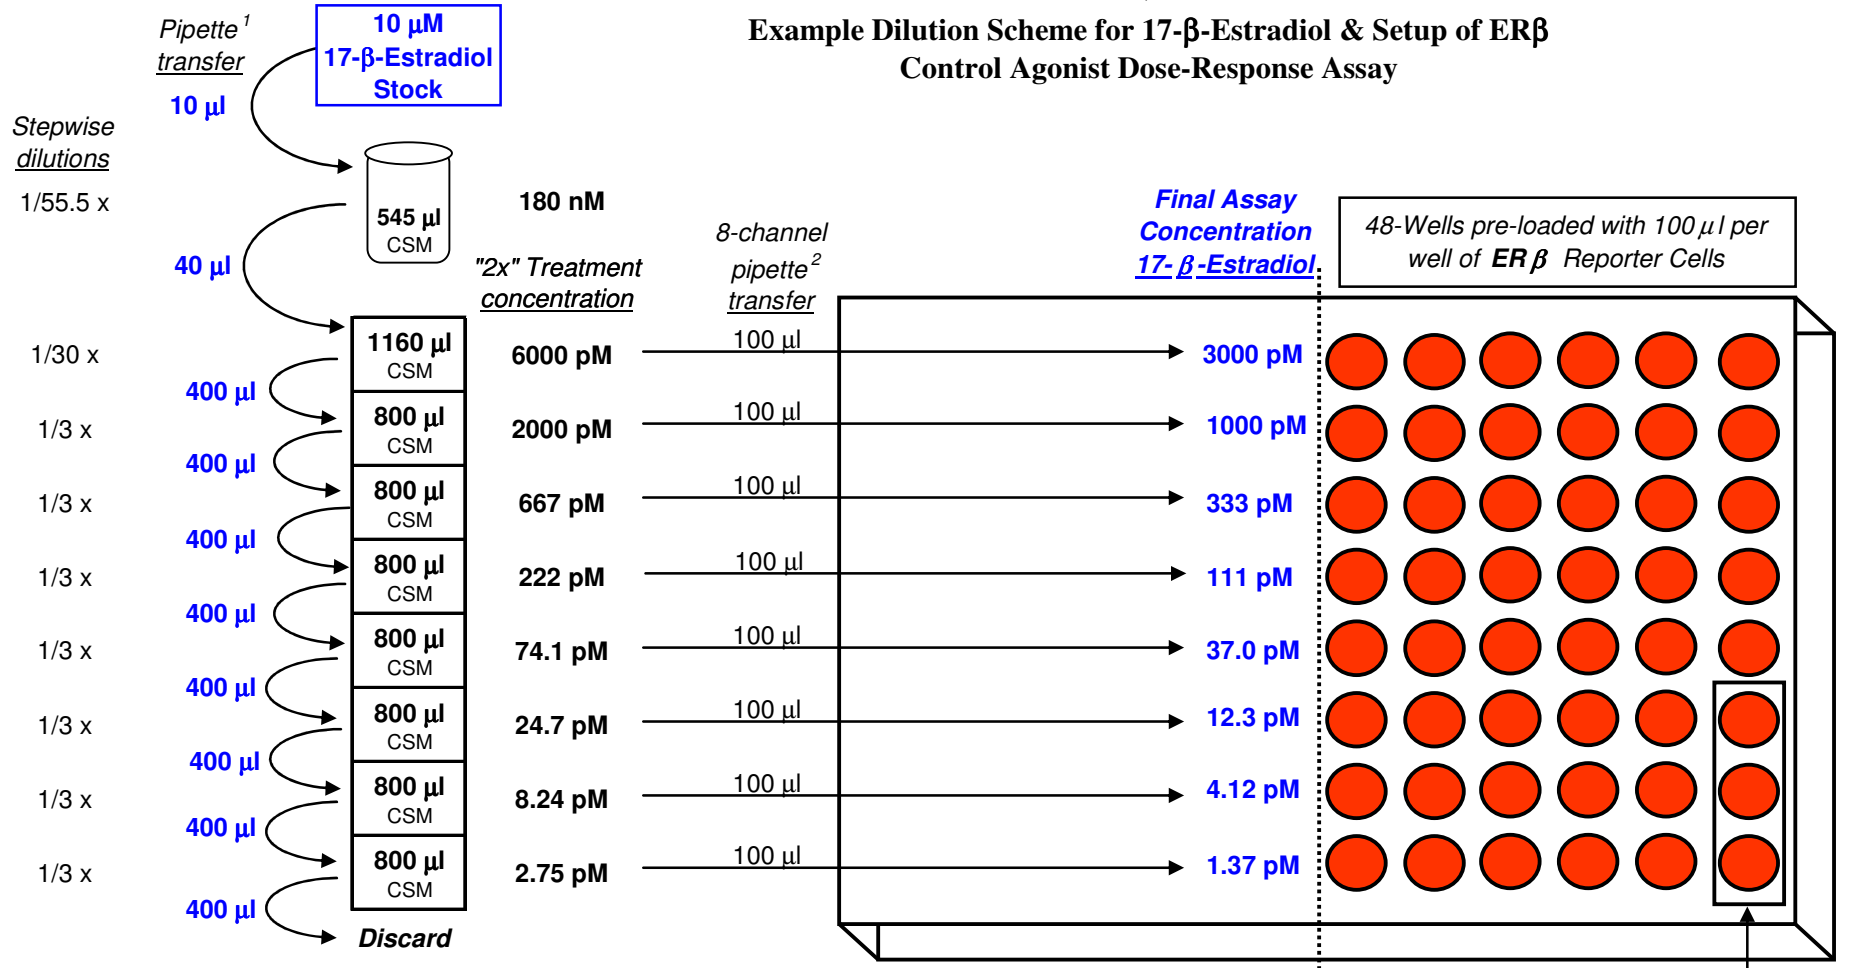 Example Dilution Scheme for 17-β-Estradiol & Setup of ERβ
Control Agonist Dose-Response Assay
Pipette 1
transfer
10 µl
10 µM
17-β-Estradiol
Stock
Stepwise
dilutions
1/55.5 x
545 µl
CSM
180 nM
40 µl
"2x" Treatment
concentration
8-channel
pipette 2
transfer
Final Assay
Concentration
17- β -Estradiol
48-Wells pre-loaded with 100 µl per
well of ER β Reporter Cells
1/30 x
1160 µl
CSM
6000 pM
100 µl
3000 pM
400 µl
1/3 x
800 µl
CSM
2000 pM
100 µl
1000 pM
400 µl
1/3 x
800 µl
CSM
667 pM
100 µl
333 pM
400 µl
1/3 x
800 µl
CSM
222 pM
100 µl
111 pM
400 µl
1/3 x
800 µl
CSM
74.1 pM
100 µl
37.0 pM
400 µl
1/3 x
800 µl
CSM
24.7 pM
100 µl
12.3 pM
400 µl
1/3 x
800 µl
CSM
8.24 pM
100 µl
4.12 pM
400 µl
1/3 x
800 µl
CSM
2.75 pM
100 µl
1.37 pM
400 µl
Discard